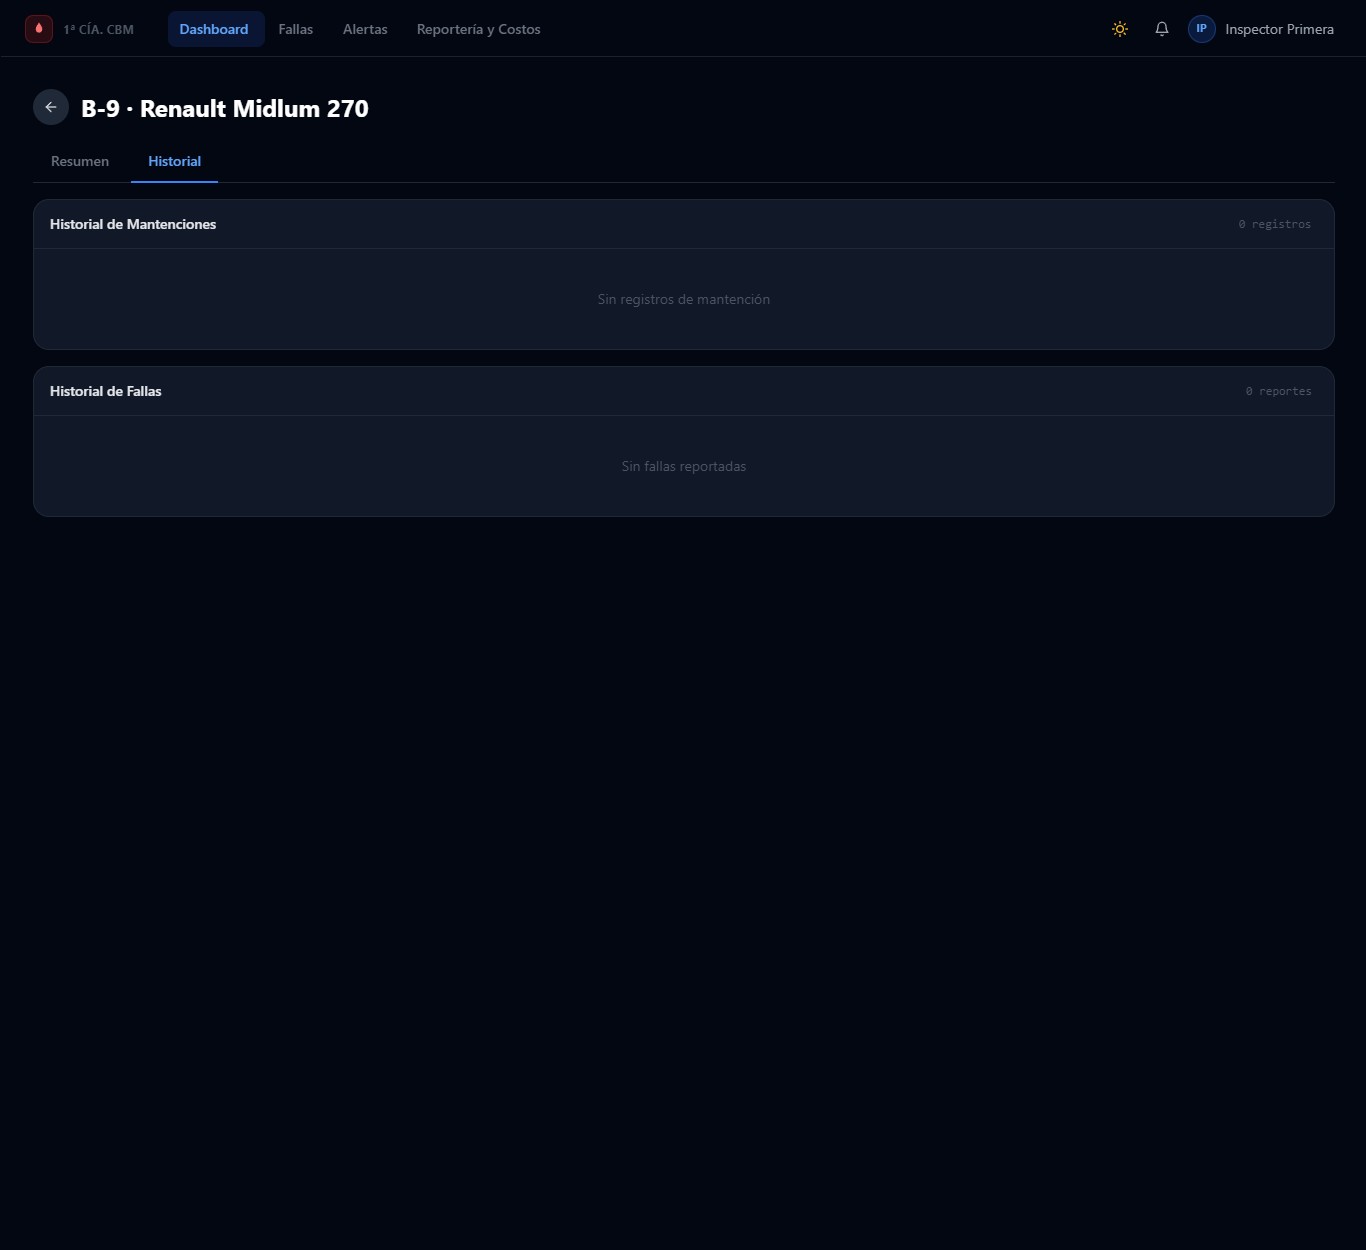 1ª CÍA. CBM
Dashboard
Fallas
Alertas
Reportería y Costos
IP
Inspector Primera
B-9 · Renault Midlum 270
Resumen
Historial
Historial de Mantenciones
0 registros
Sin registros de mantención
Historial de Fallas
0 reportes
Sin fallas reportadas